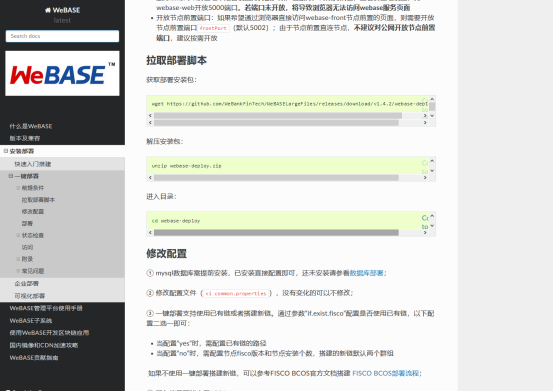 WeBASE
latest
Search docs
WeBASE™
什么是WeBASE
版本及兼容
安装部署
快速入门搭建
一键部署
前提条件
拉取部署脚本
修改配置
部署
状态检查
访问
附录
常见问题
企业部署
可视化部署
WeBASE管理平台使用手册
WeBASE子系统
使用WeBASE开发区块链应用
国内镜像和CDN加速攻略
WeBASE贡献指南
webase-web开放5000端口。若端口未开放，将导致浏览器无法访问webase服务页面
开放节点前置端口：如果希望通过浏览器直接访问webase-front节点前置的页面，则需要开放
节点前置端口 frontPort （默认5002）；由于节点前置直连节点，不建议对公网开放节点前置
端口，建议按需开放
拉取部署脚本
获取部署安装包：
wget https://github.com/WeBankFinTech/WeBASELargeFiles/releases/download/v1.4.2/webase-depl
解压安装包：
unzip webase-deploy.zip
进入目录：
cd webase-deploy
修改配置
① mysql数据库需提前安装，已安装直接配置即可，还未安装请参看数据库部署；
② 修改配置文件（ vi common.properties ），没有变化的可以不修改；
③ 一键部署支持使用已有链或者搭建新链。通过参数"if.exist.fisco"配置是否使用已有链，以下配
置二选一即可：
当配置"yes"时，需配置已有链的路径
当配置"no"时，需配置节点fisco版本和节点安装个数，搭建的新链默认两个群组
如果不使用一键部署搭建新链，可以参考FISCO BCOS官方文档搭建 FISCO BCOS部署流程；